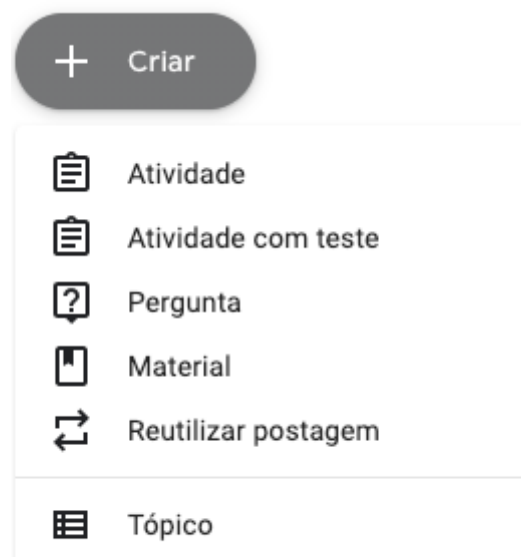 Criar
Atividade
Atividade com teste
Pergunta
Material
Reutilizar postagem
Tópico